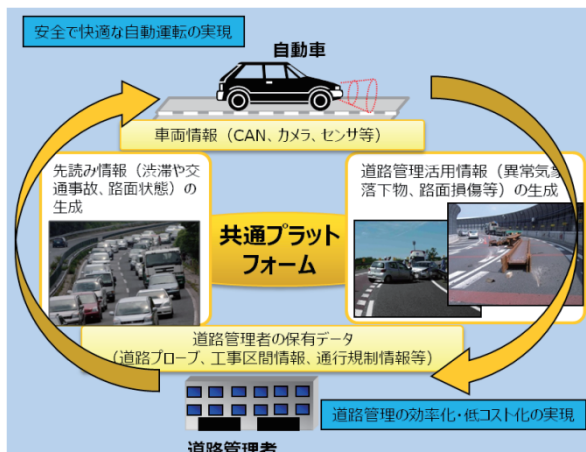 安全で快適な自動運転の実現
自動車
車両情報（CAN、カメラ、センサ等）
先読み情報（渋滞や交
通事故、路面状態）の
生成
道路管理活用情報（異常気象
落下物、路面損傷等）の生成
共通プラット
フォーム
道路管理者の保有データ
（道路プローブ、工事区間情報、通行規制情報等）
道路管理の効率化・低コスト化の実現
道路管理者